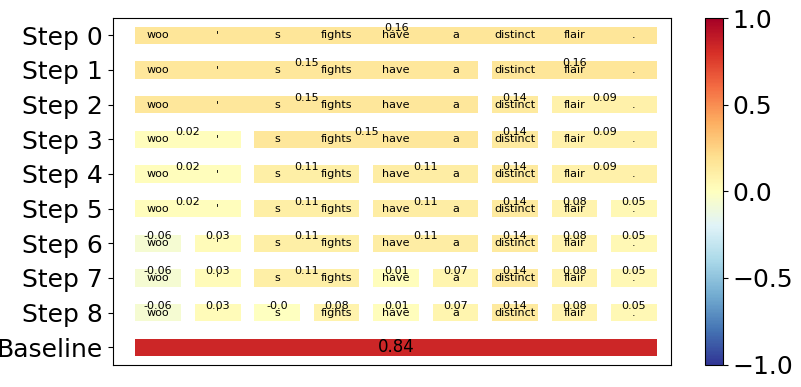 Step 0 0.16 woo ' s fights have a distinct flair .
Step 1 0.15 0.16 woo ' s fights have a distinct flair .
Step 2 0.15 0.14 0.09 woo ' s fights have a distinct flair .
Step 3 0.02 0.15 0.14 0.09 woo ' s fights have a distinct flair .
Step 4 0.02 0.11 0.11 0.14 0.09 woo ' s fights have a distinct flair .
Step 5 0.02 0.11 0.11 0.14 0.08 0.05 woo ' s fights have a distinct flair .
Step 6 -0.06 0.03 0.11 0.11 0.14 0.08 0.05 woo ' s fights have a distinct flair .
Step 7 -0.06 0.03 0.11 0.01 0.07 0.14 0.08 0.05 woo ' s fights have a distinct flair .
Step 8 -0.06 0.03 -0.0 0.08 0.01 0.07 0.14 0.08 0.05 woo ' s fights have a distinct flair .
Baseline 0.84
1.0
0.5
0.0
−0.5
−1.0